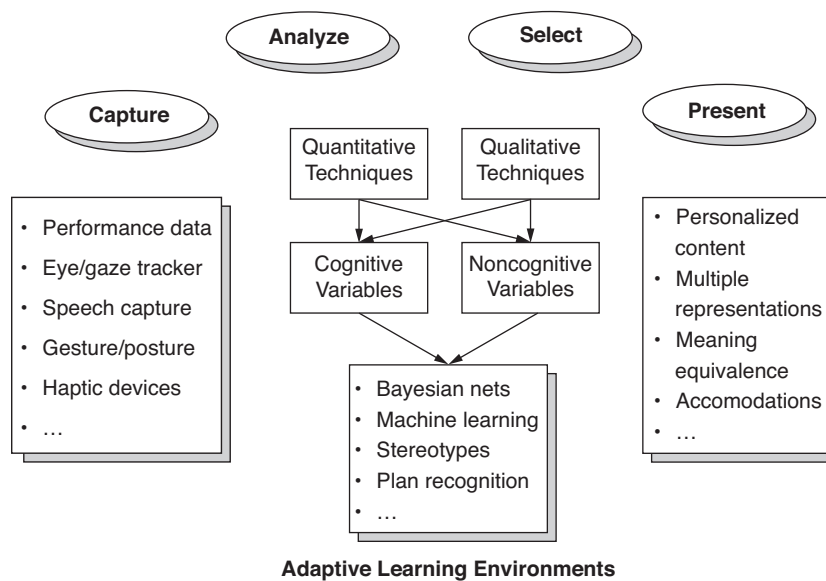 Analyze
Select
Capture
Present
Quantitative
Techniques
Qualitative
Techniques
• Performance data
• Eye/gaze tracker
• Speech capture
• Gesture/posture
• Haptic devices
• …
Cognitive
Variables
Noncognitive
Variables
• Bayesian nets
• Machine learning
• Stereotypes
• Plan recognition
• …
• Personalized
content
• Multiple
representations
• Meaning
equivalence
• Accomodations
• …
Adaptive Learning Environments